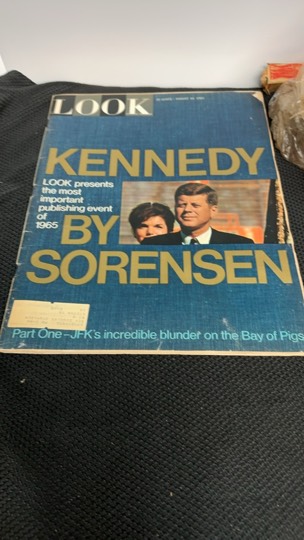 LOOK
KENNEDY
LOOK presents
the most
important
publishing event
of
1965
BY
SORENSEN
Part One–JFK's incredible blunder on the Bay of Pigs